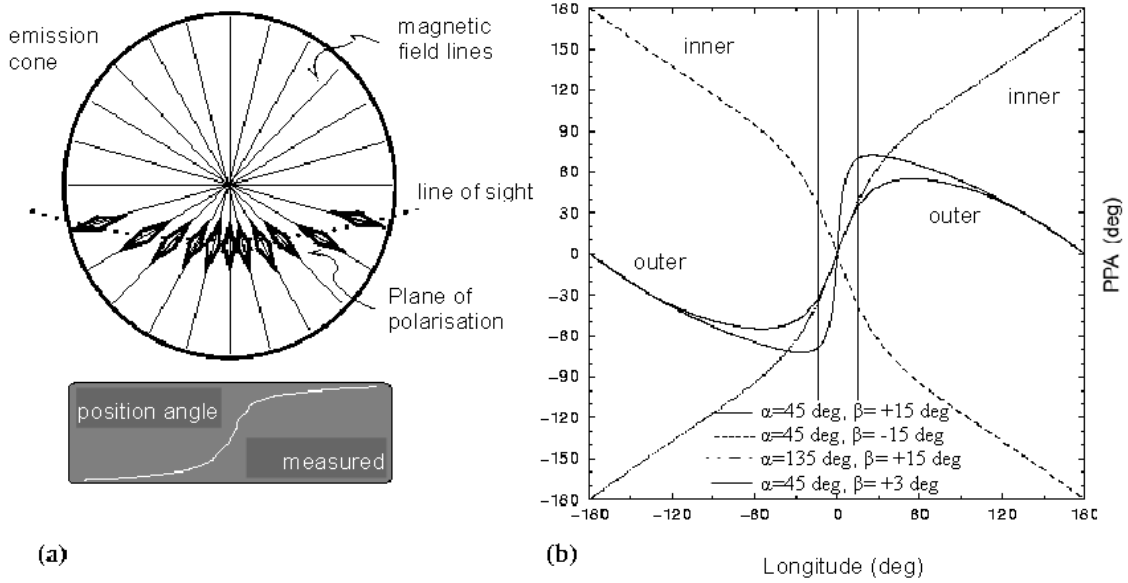 emission
cone
magnetic
field lines
line of sight
Plane of
polarisation
position angle
measured
(a)
180
150
120
90
60
30
0
-30
-60
-90
-120
-150
-180
inner
inner
outer
outer
α=45 deg, β= +15 deg
α=45 deg, β= -15 deg
α=135 deg, β= +15 deg
α=45 deg, β= +3 deg
-180
-120
-60
0
60
120
180
PPA (deg)
Longitude (deg)
(b)